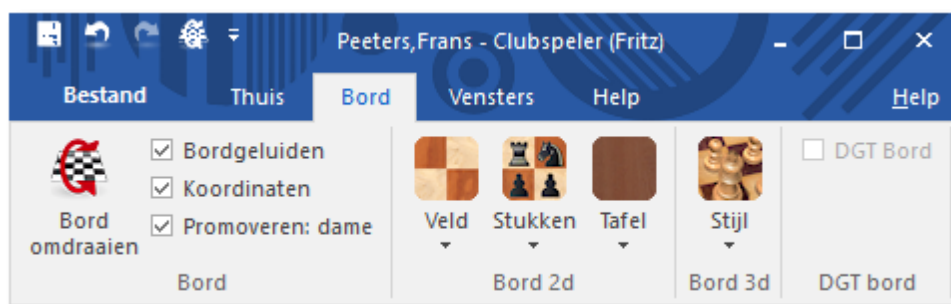 Peeters,Frans - Clubspeler (Fritz)
Bestand Thuis Bord Vensters Help Help
Bord omdraaien
Bordgeluiden
Koordinaten
Promoveren: dame
Bord
Veld Stukken Tafel
Bord 2d
Stijl
Bord 3d
DGT Bord
DGT bord